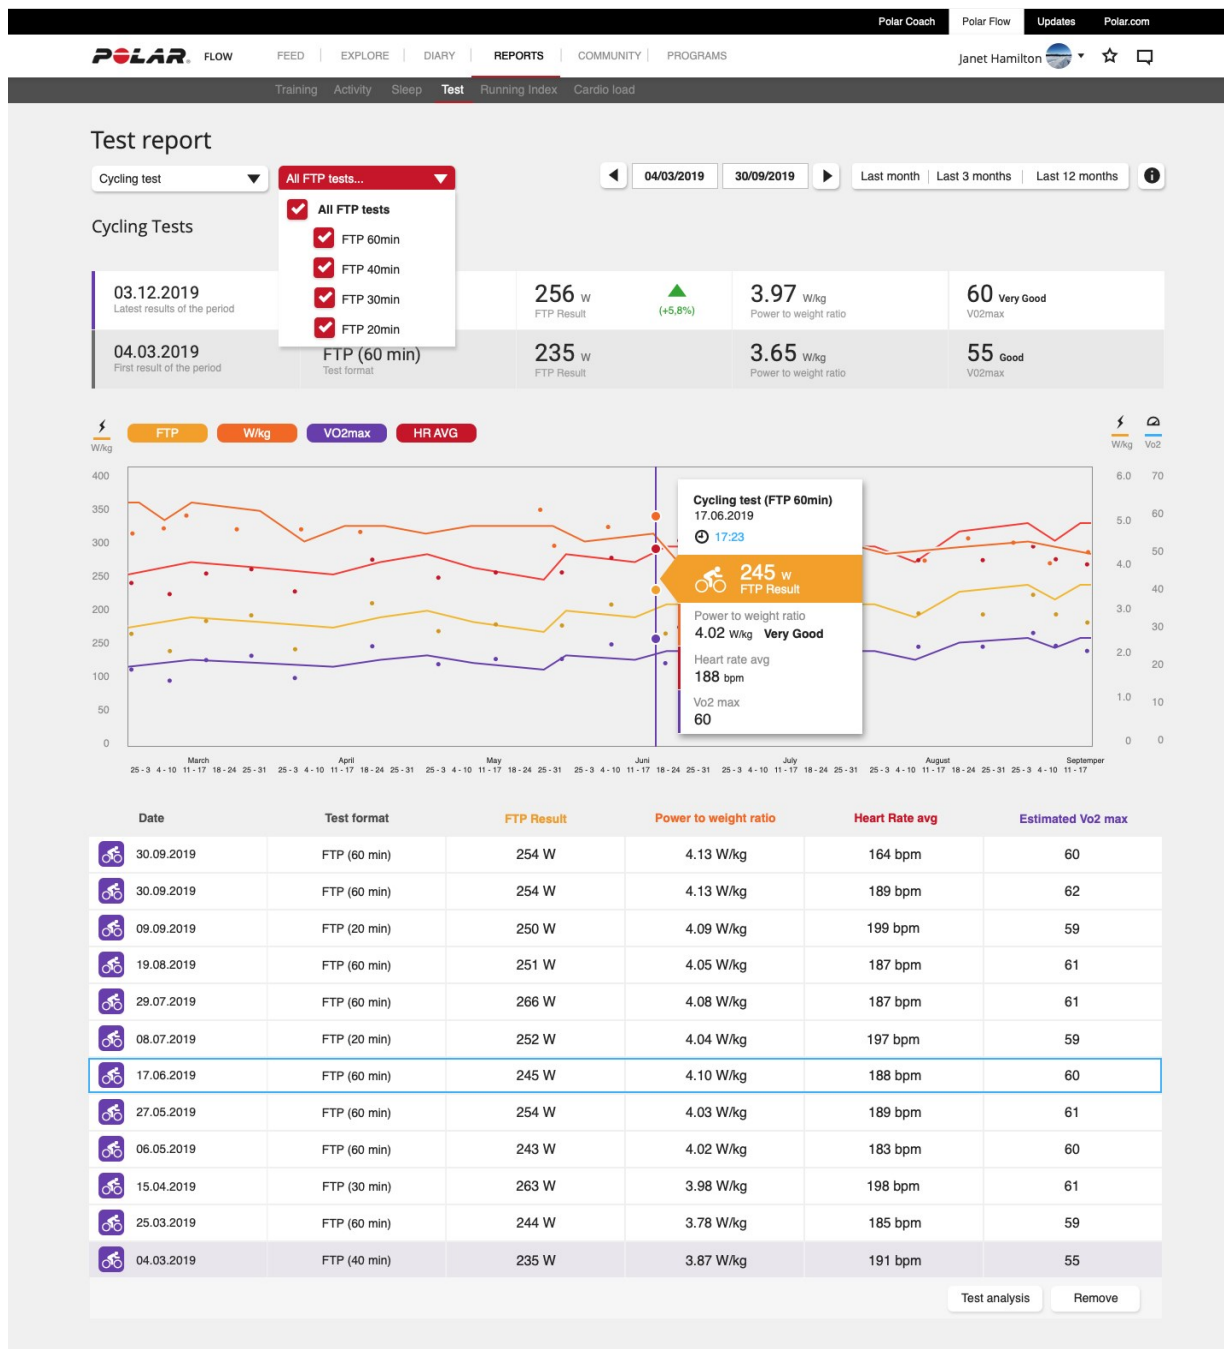 Polar Coach Polar Flow Updates Polar.com
POLAR. FLOW FEED EXPLORE DIARY REPORTS COMMUNITY PROGRAMS Janet Hamilton
Training Activity Sleep Test Running Index Cardio load
Test report
Cycling test All FTP tests... 04/03/2019 30/09/2019 Last month Last 3 months Last 12 months i
All FTP tests
Cycling Tests
FTP 60min
FTP 40min
FTP 30min
FTP 20min
03.12.2019 256 W 3.97 W/kg 60 Very Good
Latest results of the period FTP Result (+5,8%) Power to weight ratio V02max
04.03.2019 FTP (60 min) 235 W 3.65 W/kg 55 Good
First result of the period Test format FTP Result Power to weight ratio V02max
FTP W/kg VO2max HR AVG
W/kg W/kg Vo2
400 6.0 70
350 5.0 60
300 50
250 4.0 40
200 3.0 30
250 2.0
100 20
50 1.0 10
0 0 0
Cycling test (FTP 60min)
17.06.2019
17:23
245 W
FTP Result
Power to weight ratio
4.02 W/kg Very Good
Heart rate avg
188 bpm
Vo2 max
60
March April May Juni July August Septemper
25 - 3 4 - 10 11 - 17 18 - 24 25 - 31 25 - 3 4 - 10 11 - 17 18 - 24 25 - 31 25 - 3 4 - 10 11 - 17 18 - 24 25 - 31 25 - 3 4 - 10 11 - 17 18 - 24 25 - 31 25 - 3 4 - 10 11 - 17 18 - 24 25 - 31 25 - 3 4 - 10 11 - 17 18 - 24 25 - 31 25 - 3 4 - 10 11 - 17
Date Test format FTP Result Power to weight ratio Heart Rate avg Estimated Vo2 max
30.09.2019 FTP (60 min) 254 W 4.13 W/kg 164 bpm 60
30.09.2019 FTP (60 min) 254 W 4.13 W/kg 189 bpm 62
09.09.2019 FTP (20 min) 250 W 4.09 W/kg 199 bpm 59
19.08.2019 FTP (60 min) 251 W 4.05 W/kg 187 bpm 61
29.07.2019 FTP (60 min) 266 W 4.08 W/kg 187 bpm 61
08.07.2019 FTP (20 min) 252 W 4.04 W/kg 197 bpm 59
17.06.2019 FTP (60 min) 245 W 4.10 W/kg 188 bpm 60
27.05.2019 FTP (60 min) 254 W 4.03 W/kg 189 bpm 61
06.05.2019 FTP (60 min) 243 W 4.02 W/kg 183 bpm 60
15.04.2019 FTP (30 min) 263 W 3.98 W/kg 198 bpm 61
25.03.2019 FTP (60 min) 244 W 3.78 W/kg 185 bpm 59
04.03.2019 FTP (40 min) 235 W 3.87 W/kg 191 bpm 55
Test analysis Remove